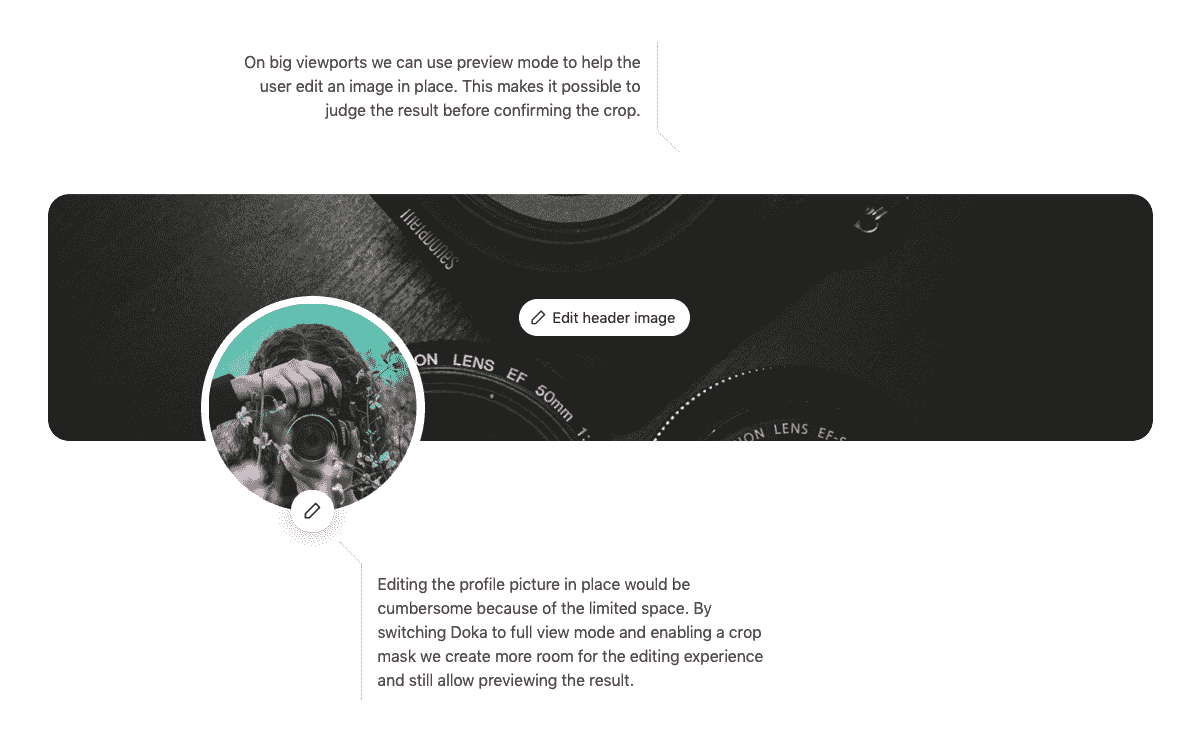 On big viewports we can use preview mode to help the
user edit an image in place. This makes it possible to
judge the result before confirming the crop.
Edit header image
ON LENS EF 50mm
ON LENS EF-S
Editing the profile picture in place would be
cumbersome because of the limited space. By
switching Doka to full view mode and enabling a crop
mask we create more room for the editing experience
and still allow previewing the result.